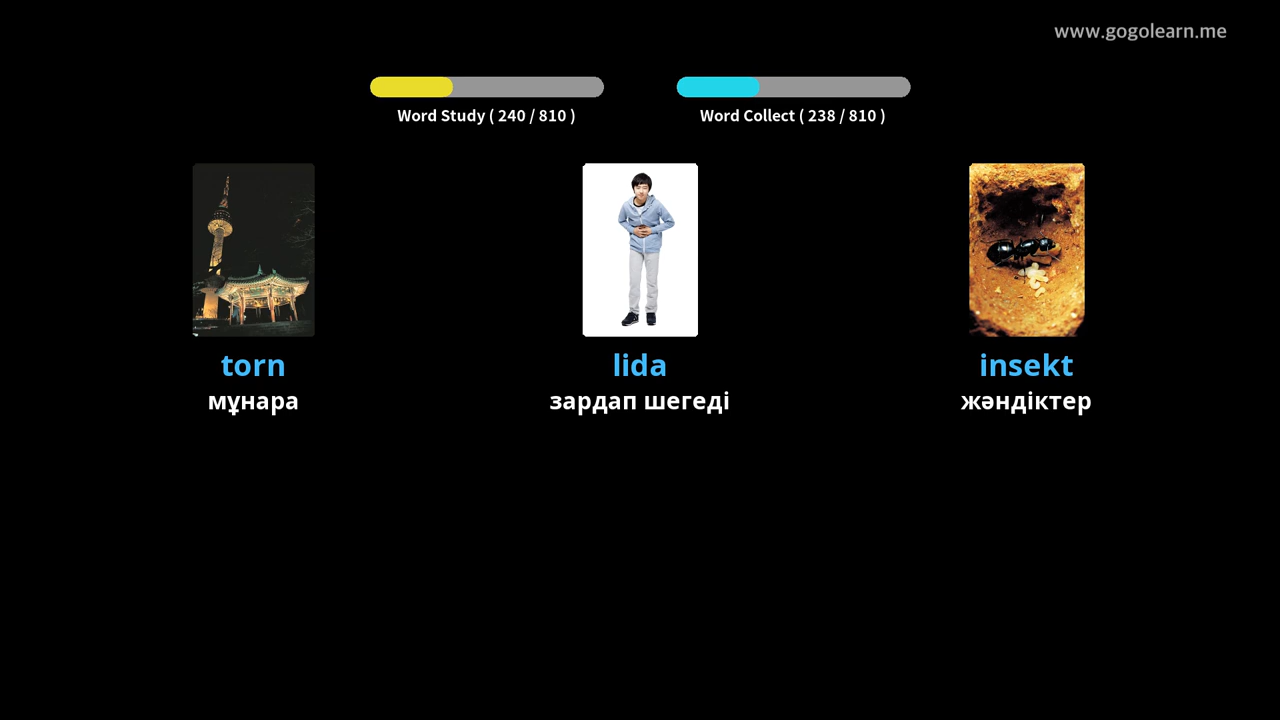 www.gogolearn.me
Word Study ( 240 / 810 )
Word Collect ( 238 / 810 )
torn
мұнара
lida
зардап шегеді
insekt
жәндіктер